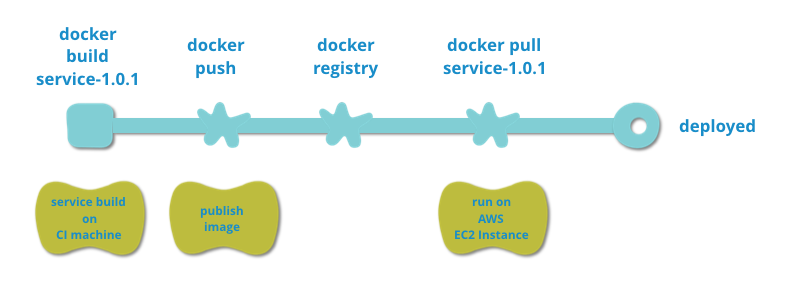 docker
build
service-1.0.1
docker
push
docker
registry
docker pull
service-1.0.1
deployed
service build
on
CI machine
publish
image
run on
AWS
EC2 Instance